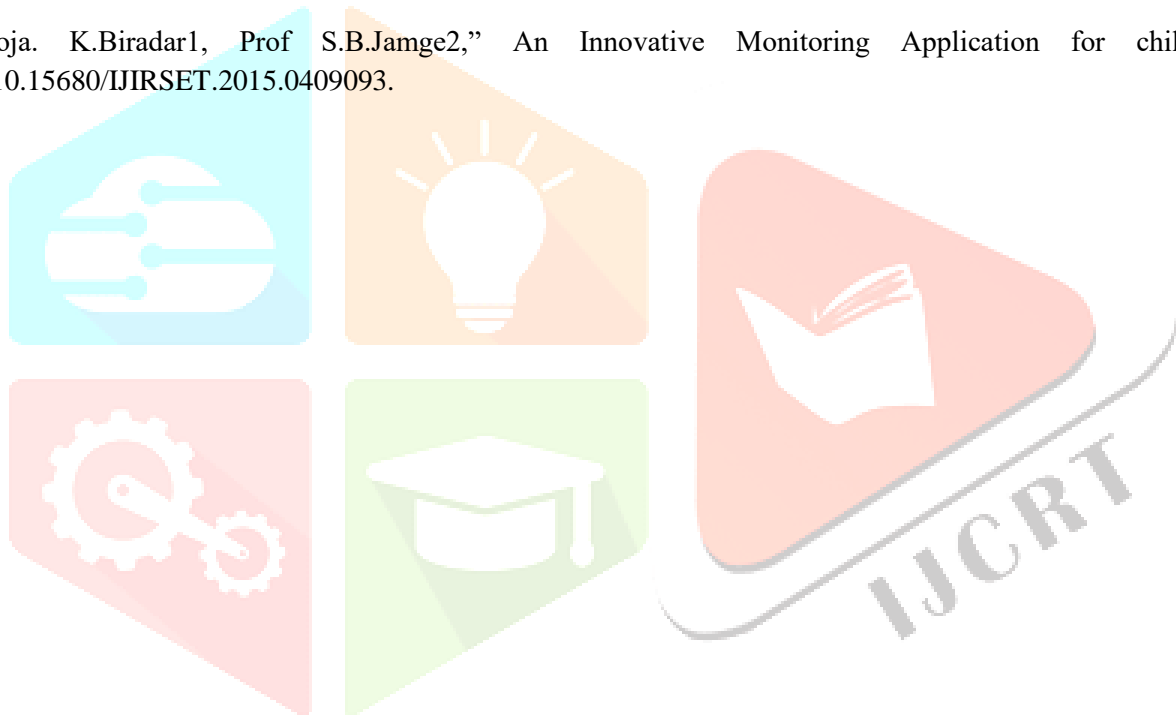 oja. K.Biradar1, Prof S.B.Jamge2,” An Innovative Monitoring Application for chil
10.15680/IJIRSET.2015.0409093.
IJCRT